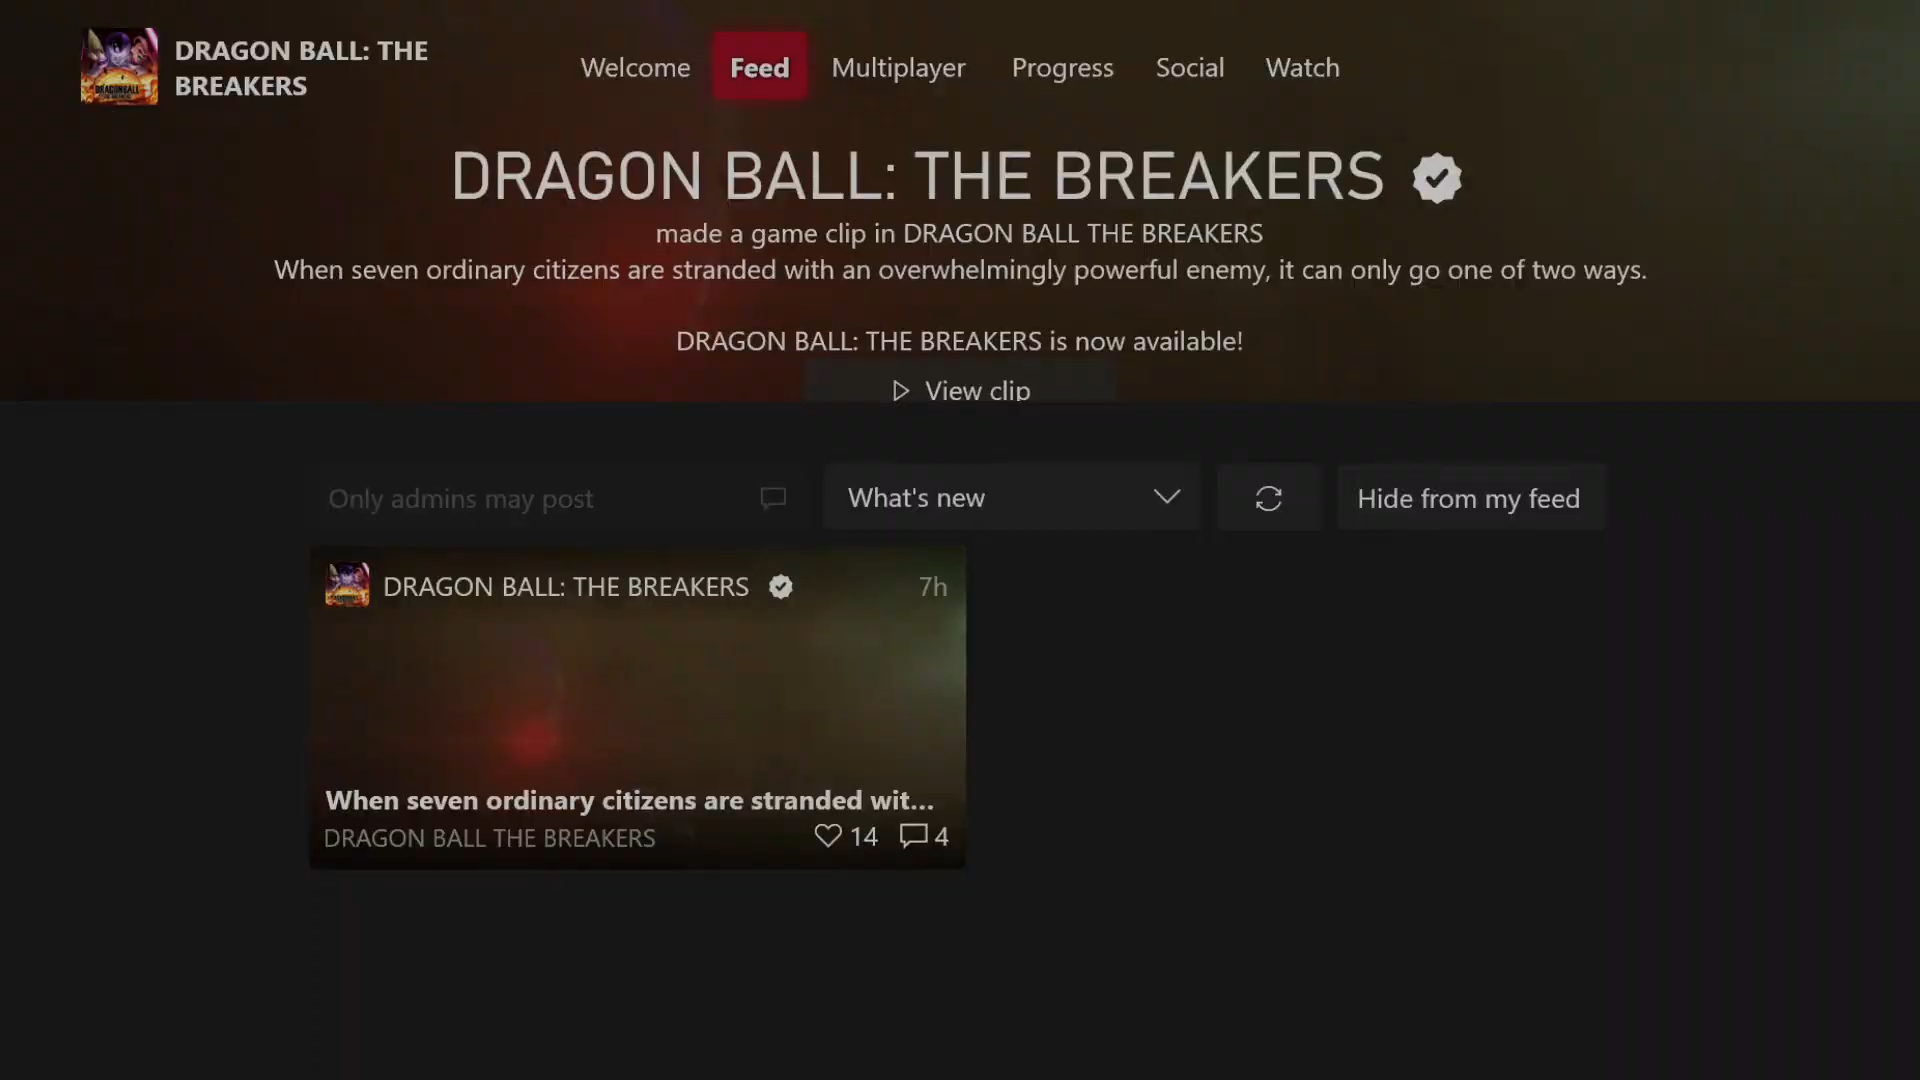 DRAGON BALL: THE
BREAKERS
Welcome
Feed
Multiplayer
Progress
Social
Watch
DRAGON BALL: THE BREAKERS
made a game clip in DRAGON BALL THE BREAKERS
When seven ordinary citizens are stranded with an overwhelmingly powerful enemy, it can only go one of two ways.
DRAGON BALL: THE BREAKERS is now available!
View clip
Only admins may post
What's new
Hide from my feed
DRAGON BALL: THE BREAKERS
7h
When seven ordinary citizens are stranded wit...
DRAGON BALL THE BREAKERS
14
4